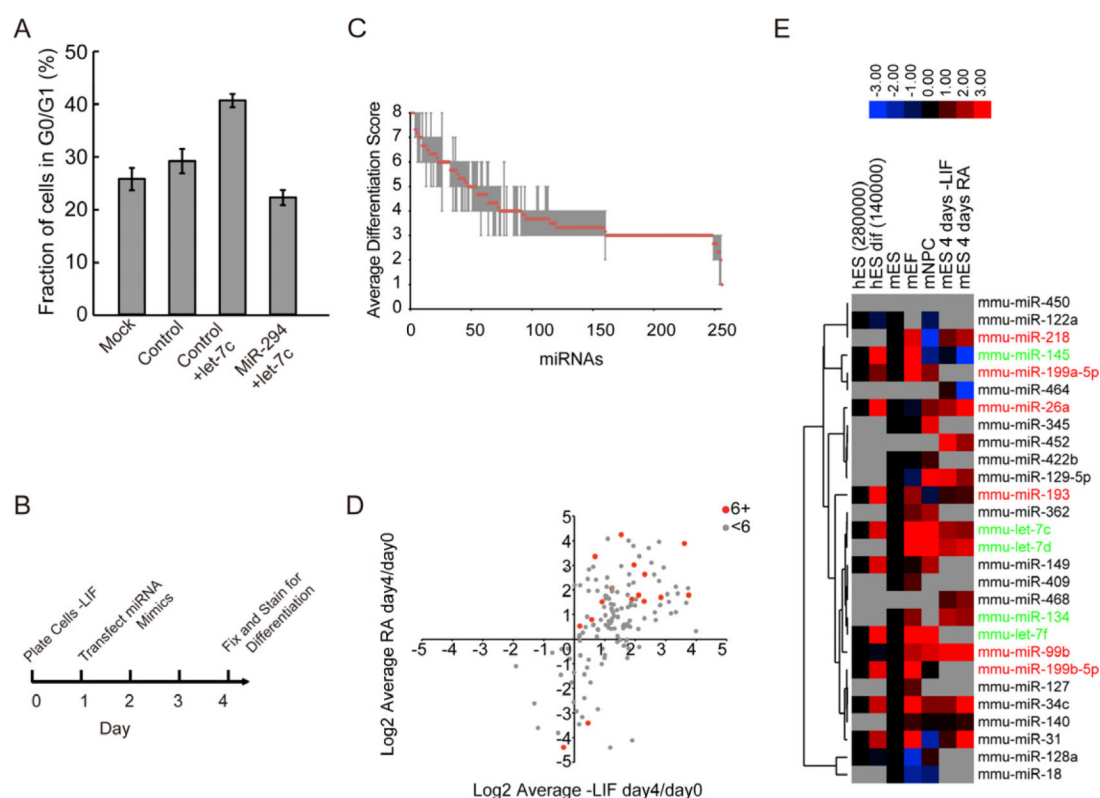 A
Fraction of cells in G0/G1 (%)
50
40
30
20
10
0
Mock
Control
Control
+let-7c
MiR-294
+let-7c
B
Plate Cells -LIF
Transfect miRNA
Mimics
Fix and Stain for
Differentiation
0 1 2 3 4
Day
C
Average Differentiation Score
8
7
6
5
4
3
2
1
0
0 50 100 150 200 250
miRNAs
D
6+
<6
Log2 Average RA day4/day0
5
4
3
2
1
0
-1
-2
-3
-4
-5
-5 -4 -3 -2 -1 0 1 2 3 4 5
Log2 Average -LIF day4/day0
E
-3.00
-2.00
-1.00
0.00
1.00
2.00
3.00
hES (280000)
hES dif (140000)
mES
mEF
mNPC
mES 4 days -LIF
mES 4 days RA
mmu-miR-450
mmu-miR-122a
mmu-miR-218
mmu-miR-145
mmu-miR-199a-5p
mmu-miR-464
mmu-miR-26a
mmu-miR-345
mmu-miR-452
mmu-miR-422b
mmu-miR-129-5p
mmu-miR-193
mmu-miR-362
mmu-let-7c
mmu-let-7d
mmu-miR-149
mmu-miR-409
mmu-miR-468
mmu-miR-134
mmu-let-7f
mmu-miR-99b
mmu-miR-199b-5p
mmu-miR-127
mmu-miR-34c
mmu-miR-140
mmu-miR-31
mmu-miR-128a
mmu-miR-18